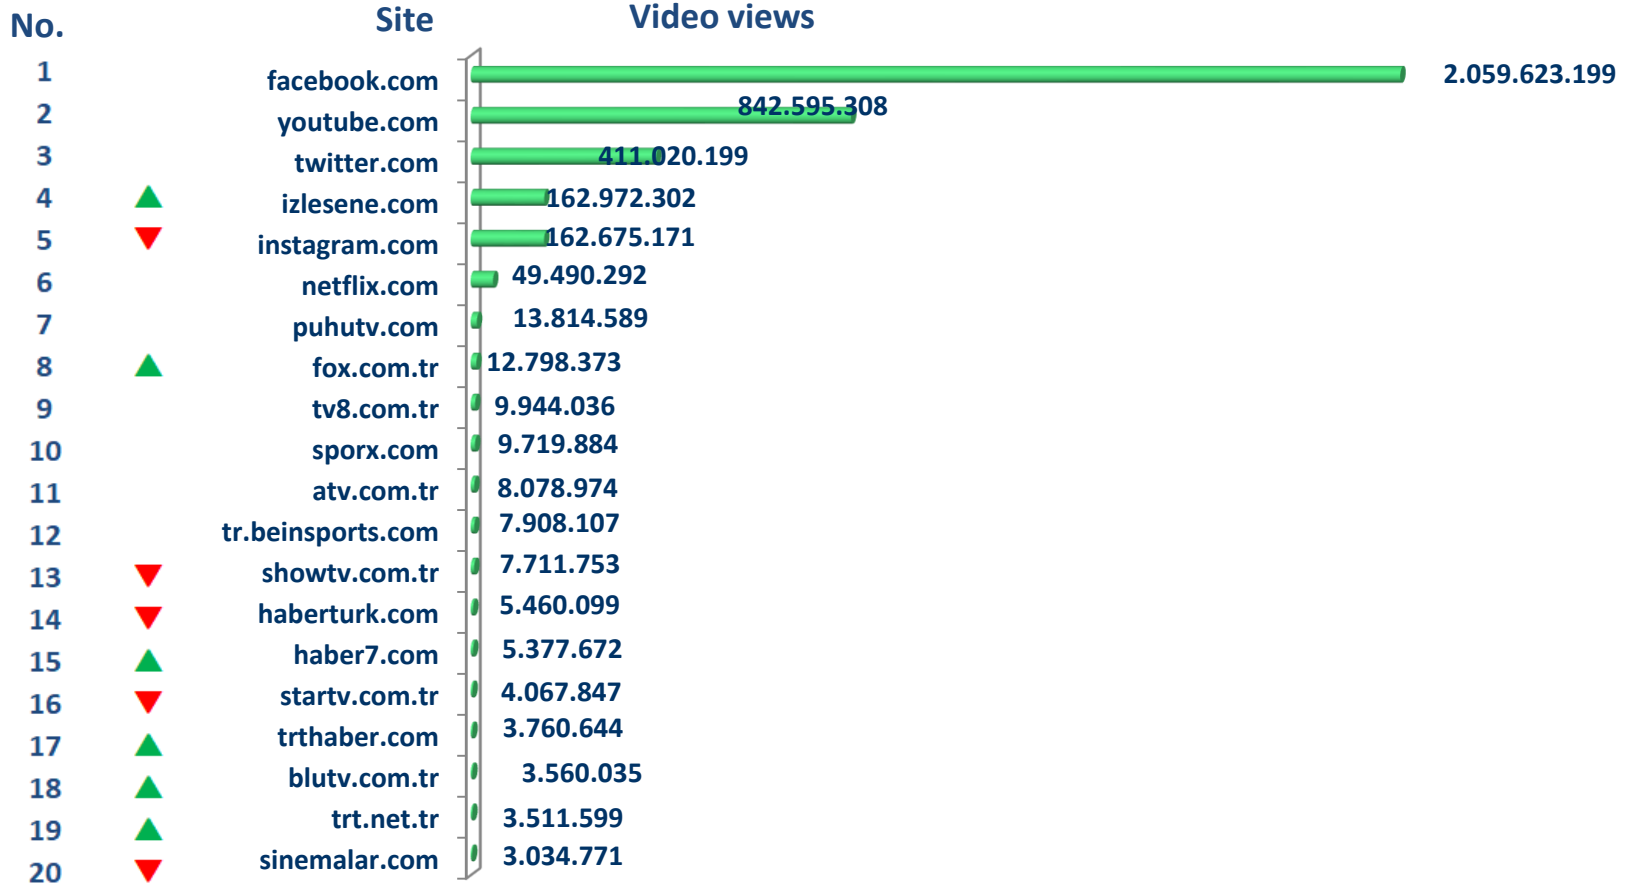 No. Site Video views
1 facebook.com 2.059.623.199
2 youtube.com 842.595.308
3 twitter.com 411.020.199
4 izlesene.com 162.972.302
5 instagram.com 162.675.171
6 netflix.com 49.490.292
7 puhutv.com 13.814.589
8 fox.com.tr 12.798.373
9 tv8.com.tr 9.944.036
10 sporx.com 9.719.884
11 atv.com.tr 8.078.974
12 tr.beinsports.com 7.908.107
13 showtv.com.tr 7.711.753
14 haberturk.com 5.460.099
15 haber7.com 5.377.672
16 startv.com.tr 4.067.847
17 trthaber.com 3.760.644
18 blutv.com.tr 3.560.035
19 trt.net.tr 3.511.599
20 sinemalar.com 3.034.771